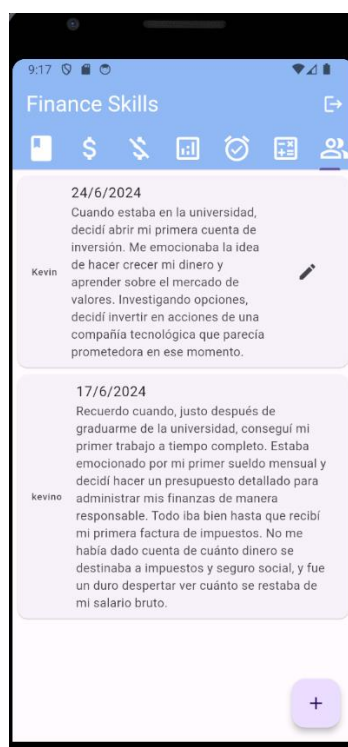 9:17
Finance Skills
24/6/2024
Cuando estaba en la universidad,
decidí abrir mi primera cuenta de
inversión. Me emocionaba la idea
de hacer crecer mi dinero y
Kevin
aprender sobre el mercado de
valores. Investigando opciones,
decidí invertir en acciones de una
compañía tecnológica que parecía
prometedora en ese momento.
17/6/2024
Recuerdo cuando, justo después de
graduarme de la universidad, conseguí mi
primer trabajo a tiempo completo. Estaba
emocionado por mi primer sueldo mensual y
decidí hacer un presupuesto detallado para
kevino
administrar mis finanzas de manera
responsable. Todo iba bien hasta que recibí
mi primera factura de impuestos. No me
había dado cuenta de cuánto dinero se
destinaba a impuestos y seguro social, y fue
un duro despertar ver cuánto se restaba de
mi salario bruto.